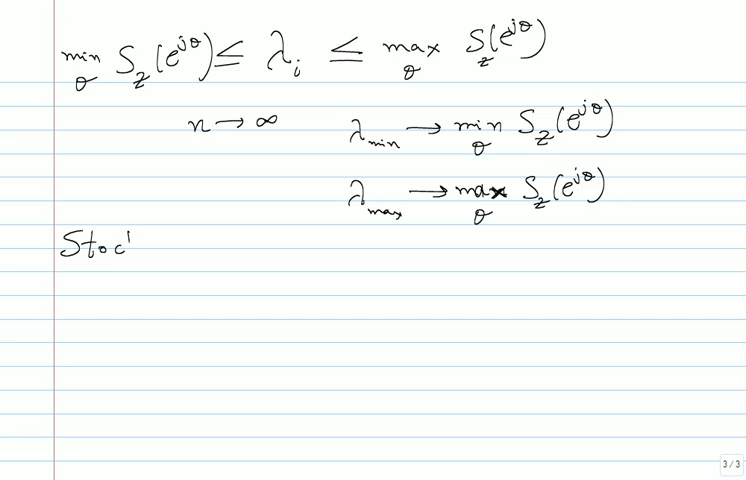 min_θ S_z(e^{jθ}) ≤ λ_i ≤ max_θ S_z(e^{jθ})
n → ∞ λ_min → min_θ S_z(e^{jθ})
λ_max → max_θ S_z(e^{jθ})
Stoc
3 / 3